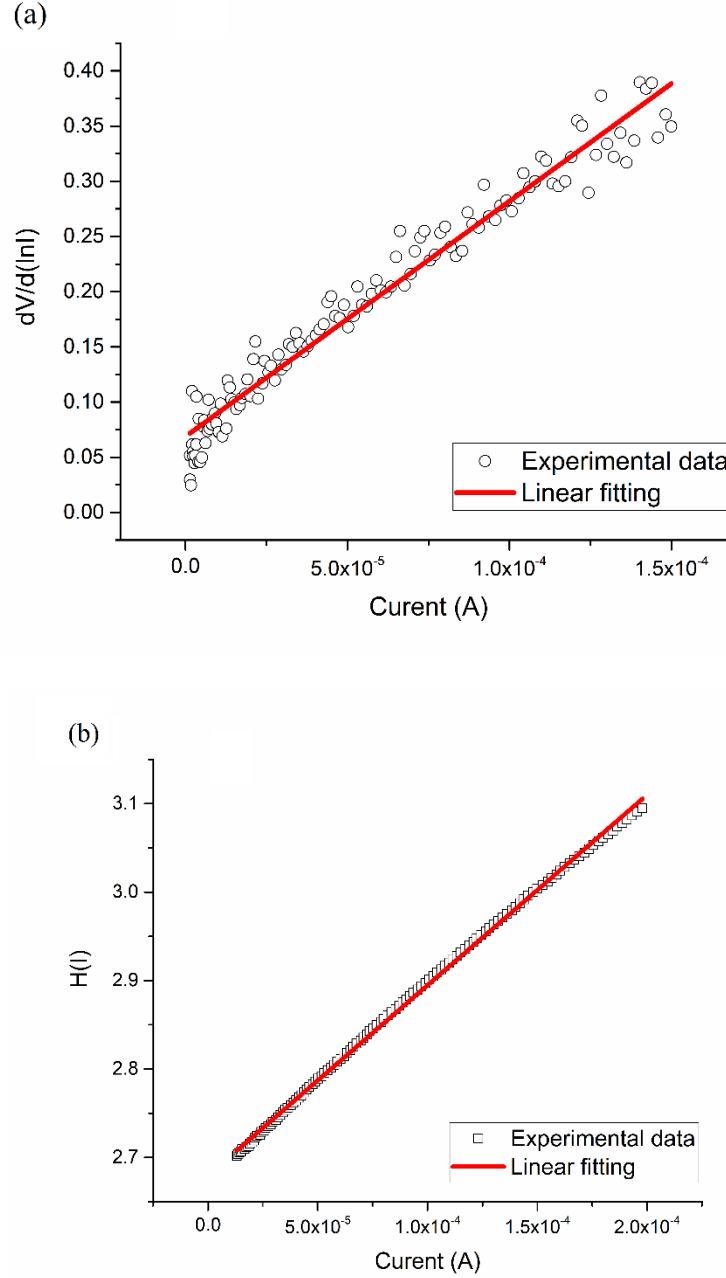 (a)
0.40
0.35
0.30
0.25
0.20
0.15
0.10
0.05
0.00
dV/d(lnI)
Experimental data
Linear fitting
0.0 5.0x10⁻⁵ 1.0x10⁻⁴ 1.5x10⁻⁴
Curent (A)
(b)
3.1
3.0
2.9
2.8
2.7
H(I)
Experimental data
Linear fitting
0.0 5.0x10⁻⁵ 1.0x10⁻⁴ 1.5x10⁻⁴ 2.0x10⁻⁴
Curent (A)